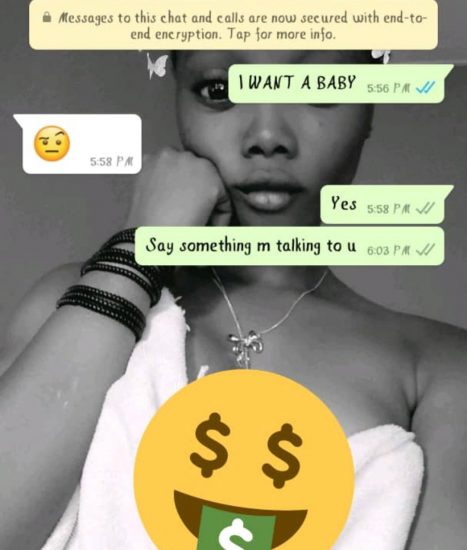 Messages to this chat and calls are now secured with end-to-
end encryption. Tap for more info.
I WANT A BABY 5:56 PM
5:58 PM
Yes 5:58 PM
Say something m talking to u 6:03 PM
$ $
$